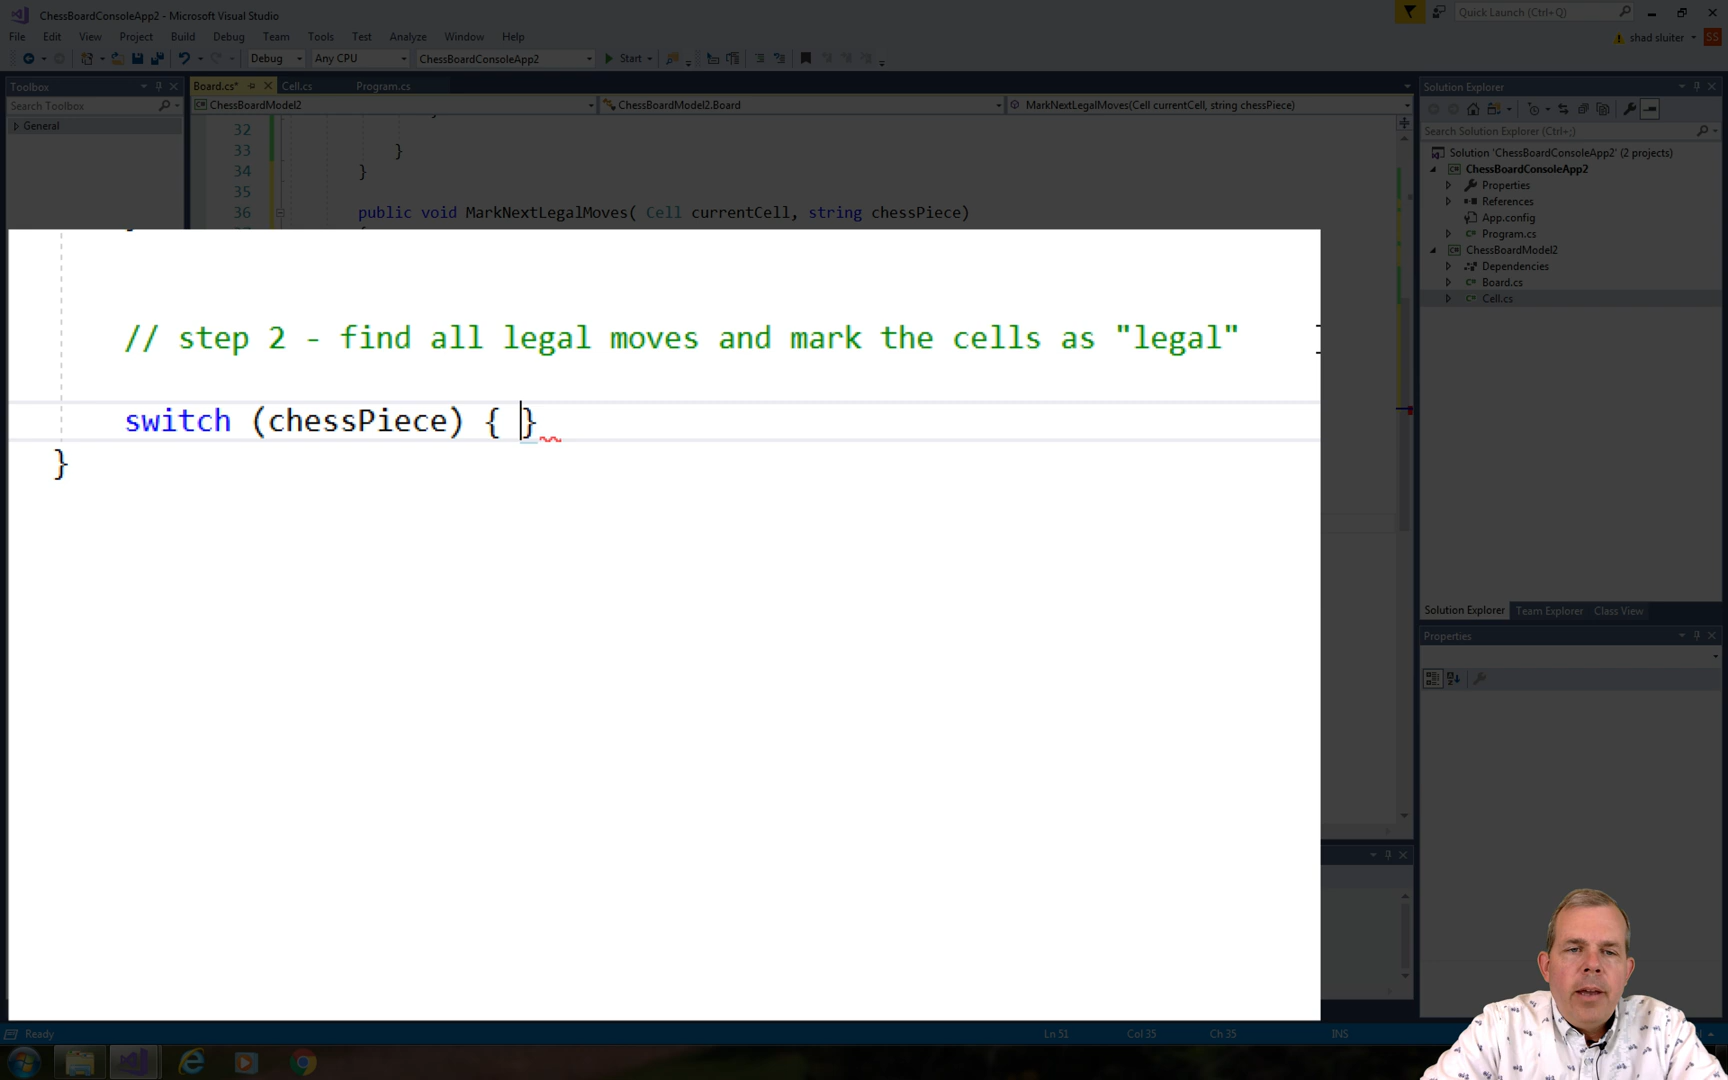 ChessBoardConsoleApp2 - Microsoft Visual Studio
Quick Launch (Ctrl+Q)
File Edit View Project Build Debug Team Tools Test Analyze Window Help
shad sluiter SS
Debug Any CPU ChessBoardConsoleApp2 Start
Toolbox
Board.cs* Cell.cs Program.cs
Solution Explorer
Search Toolbox
ChessBoardModel2
ChessBoardModel2.Board
MarkNextLegalMoves(Cell currentCell, string chessPiece)
General
32
33 }
34 }
35
36 public void MarkNextLegalMoves( Cell currentCell, string chessPiece)
// step 2 - find all legal moves and mark the cells as "legal"
switch (chessPiece) { }
}
Search Solution Explorer (Ctrl+;)
Solution 'ChessBoardConsoleApp2' (2 projects)
ChessBoardConsoleApp2
Properties
References
App.config
Program.cs
ChessBoardModel2
Dependencies
Board.cs
Cell.cs
Solution Explorer Team Explorer Class View
Properties
Ready
Ln 51 Col 35 Ch 35 INS